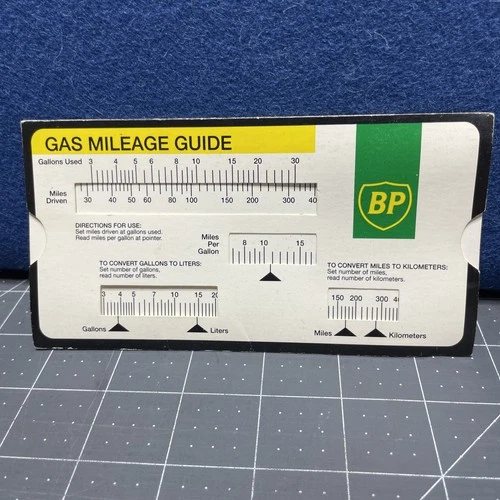 GAS MILEAGE GUIDE
BP
Gallons Used 3 4 5 6 8 10 15 20 30
Miles Driven 30 40 50 60 80 100 150 200 300
DIRECTIONS FOR USE:
Set miles driven at gallons used.
Read miles per gallon at pointer.
Miles Per Gallon
8 10 15
TO CONVERT GALLONS TO LITERS:
Set number of gallons,
read number of liters.
3 4 5 7 10 15
Gallons Liters
TO CONVERT MILES TO KILOMETERS:
Set number of miles,
read number of kilometers.
150 200 300
Miles Kilometers